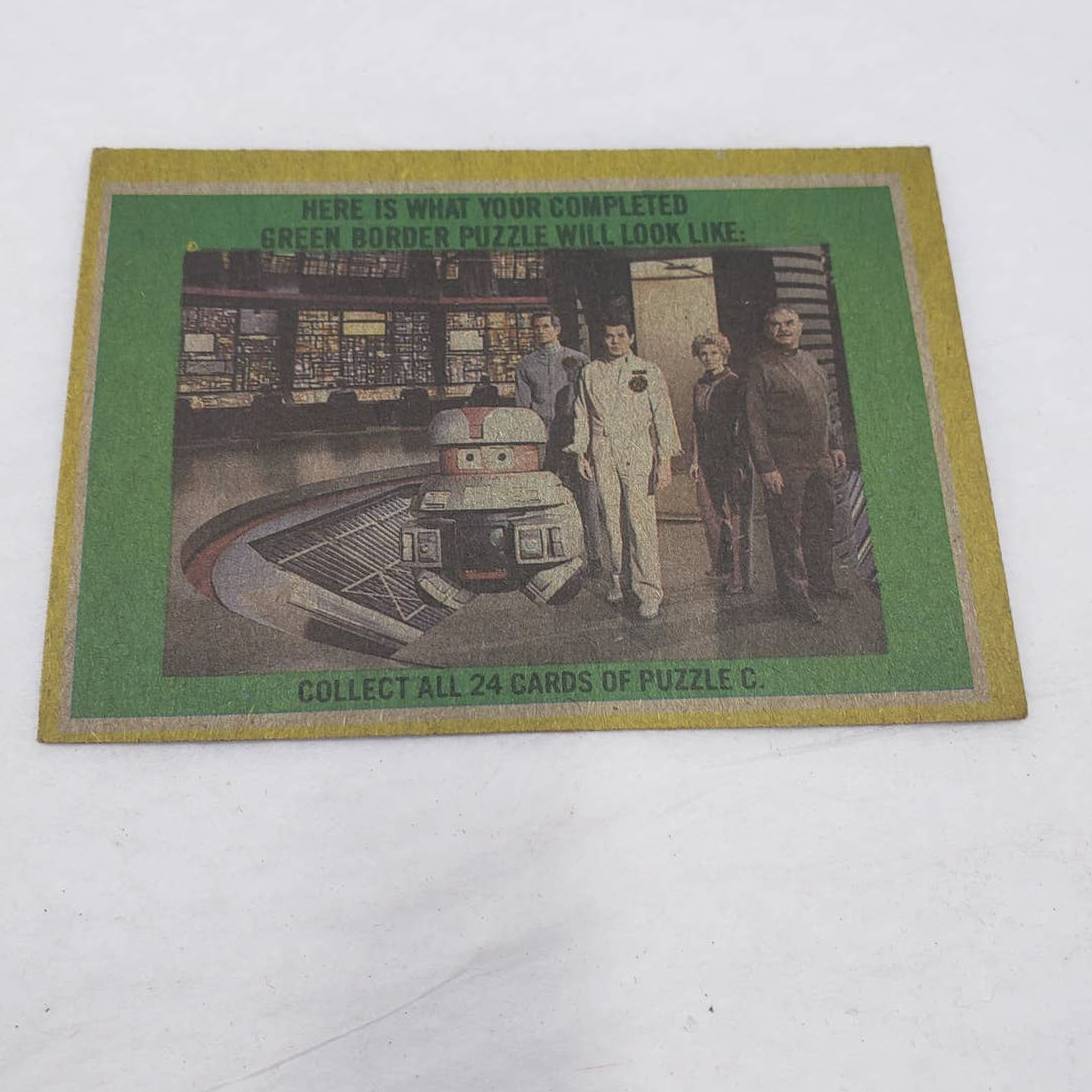 HERE IS WHAT YOUR COMPLETED
GREEN BORDER PUZZLE WILL LOOK LIKE:
COLLECT ALL 24 CARDS OF PUZZLE C.